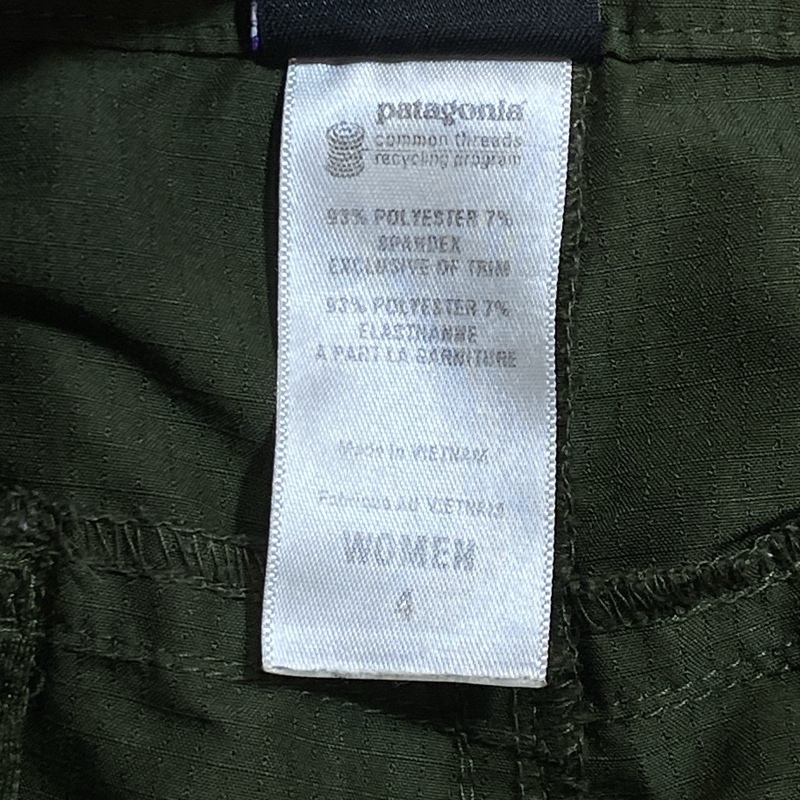 patagonia
common threads
recycling program
93% POLYESTER 7%
SPANDEX
EXCLUSIVE OF TRIM
93% POLYESTER 7%
ELASTHANNE
A PART LA GARNITURE
Made in VIETNAM
Fabriqué AU VIETNAM
WOMEN
4